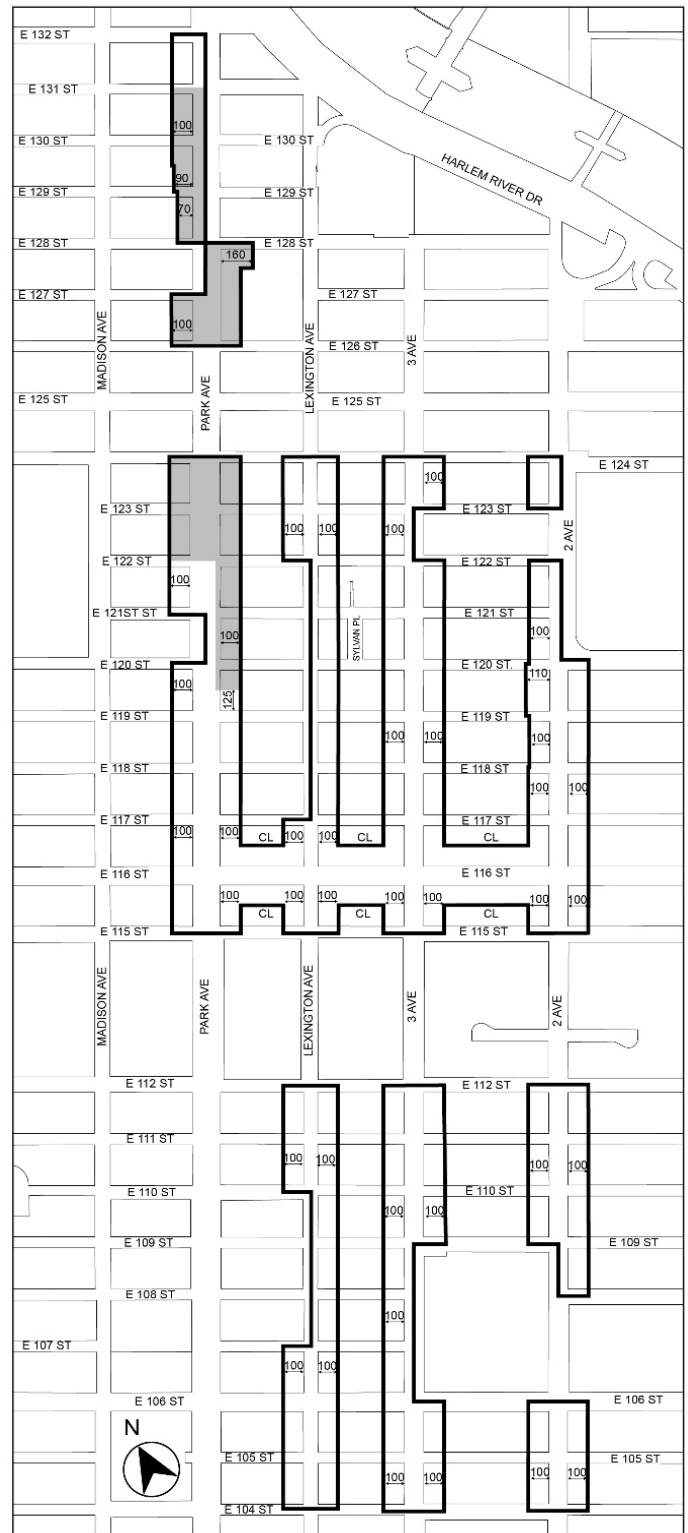 E 132 ST
E 131 ST
100
E 130 ST
E 130 ST
HARLEM RIVER DR
90
E 129 ST
E 129 ST
70
E 128 ST
E 128 ST
160
E 127 ST
E 127 ST
100
MADISON AVE
LEXINGTON AVE
3 AVE
E 126 ST
PARK AVE
E 125 ST
E 125 ST
E 124 ST
100
E 123 ST
E 123 ST
100
100
100
2 AVE
E 122 ST
E 122 ST
100
E 121ST ST
E 121 ST
100
SYLVAN PL
100
E 120 ST
E 120 ST.
100
110
125
E 119 ST
E 119 ST
100
100
100
E 118 ST
E 118 ST
100
100
E 117 ST
E 117 ST
100
100
CL
100
100
CL
CL
E 116 ST
E 116 ST
100
100
100
100
100
100
100
CL
CL
CL
E 115 ST
E 115 ST
MADISON AVE
PARK AVE
LEXINGTON AVE
3 AVE
2 AVE
E 112 ST
E 112 ST
E 111 ST
100
100
100
100
E 110 ST
E 110 ST
100
100
E 109 ST
E 109 ST
E 108 ST
100
E 107 ST
100
100
E 106 ST
E 106 ST
N
E 105 ST
E 105 ST
100
100
100
100
E 104 ST